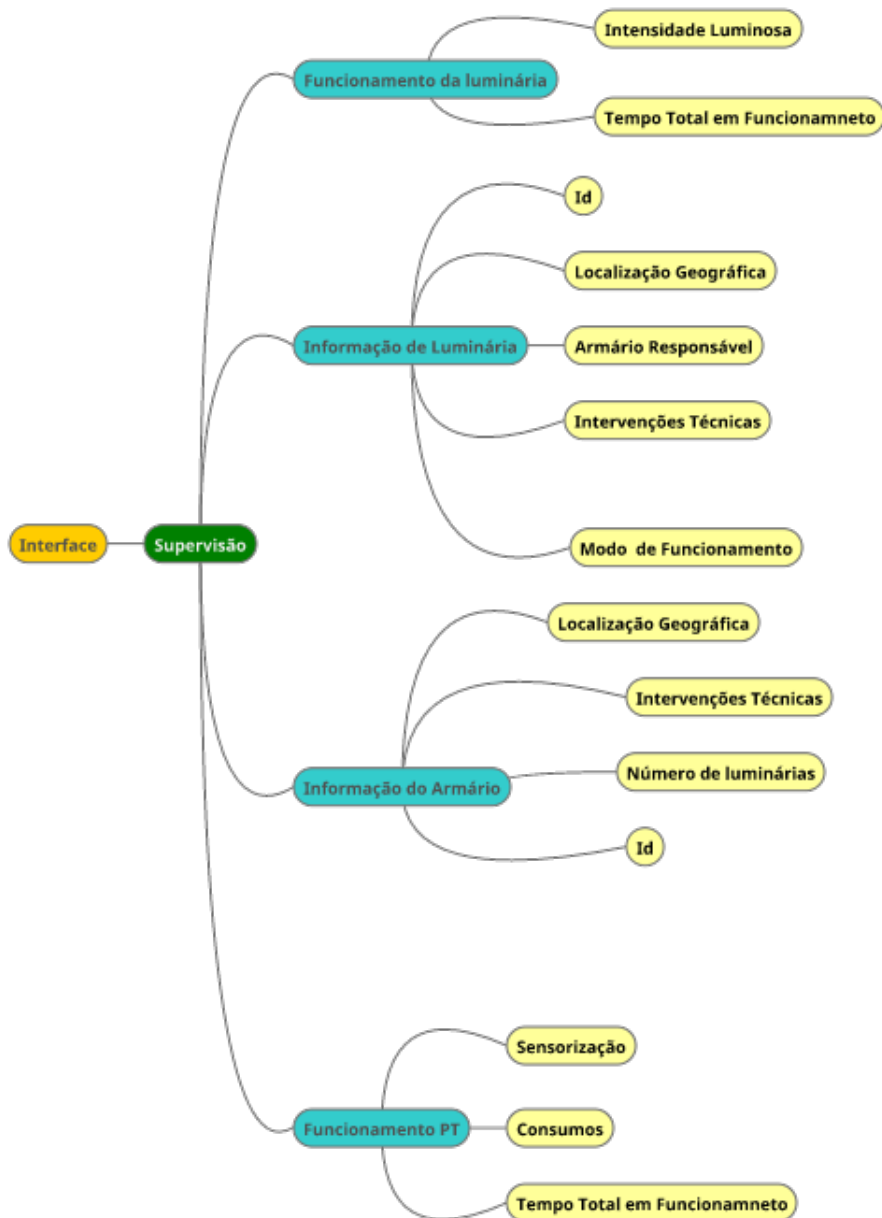 Intensidade Luminosa
Funcionamento da luminária
Tempo Total em Funcionamneto
Id
Localização Geográfica
Informação de Luminária
Armário Responsável
Intervenções Técnicas
Interface
Supervisão
Modo  de Funcionamento
Localização Geográfica
Intervenções Técnicas
Número de luminárias
Informação do Armário
Id
Sensorização
Funcionamento PT
Consumos
Tempo Total em Funcionamneto